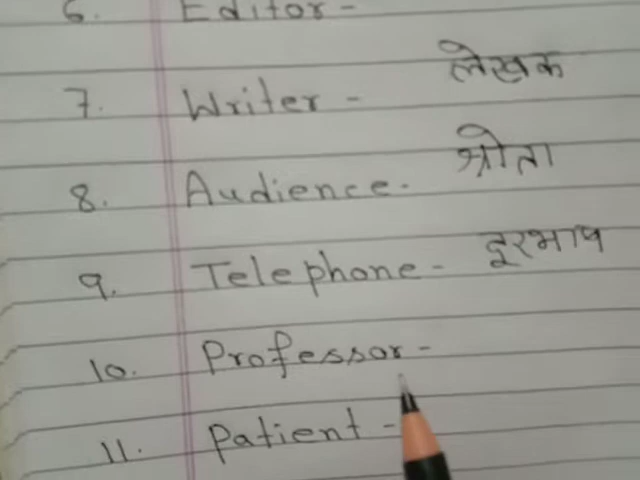 6. Editor -
7. Writer - लेखक
8. Audience. श्रोता
9. Telephone - दूरभाष
10. Professor -
11. Patient -